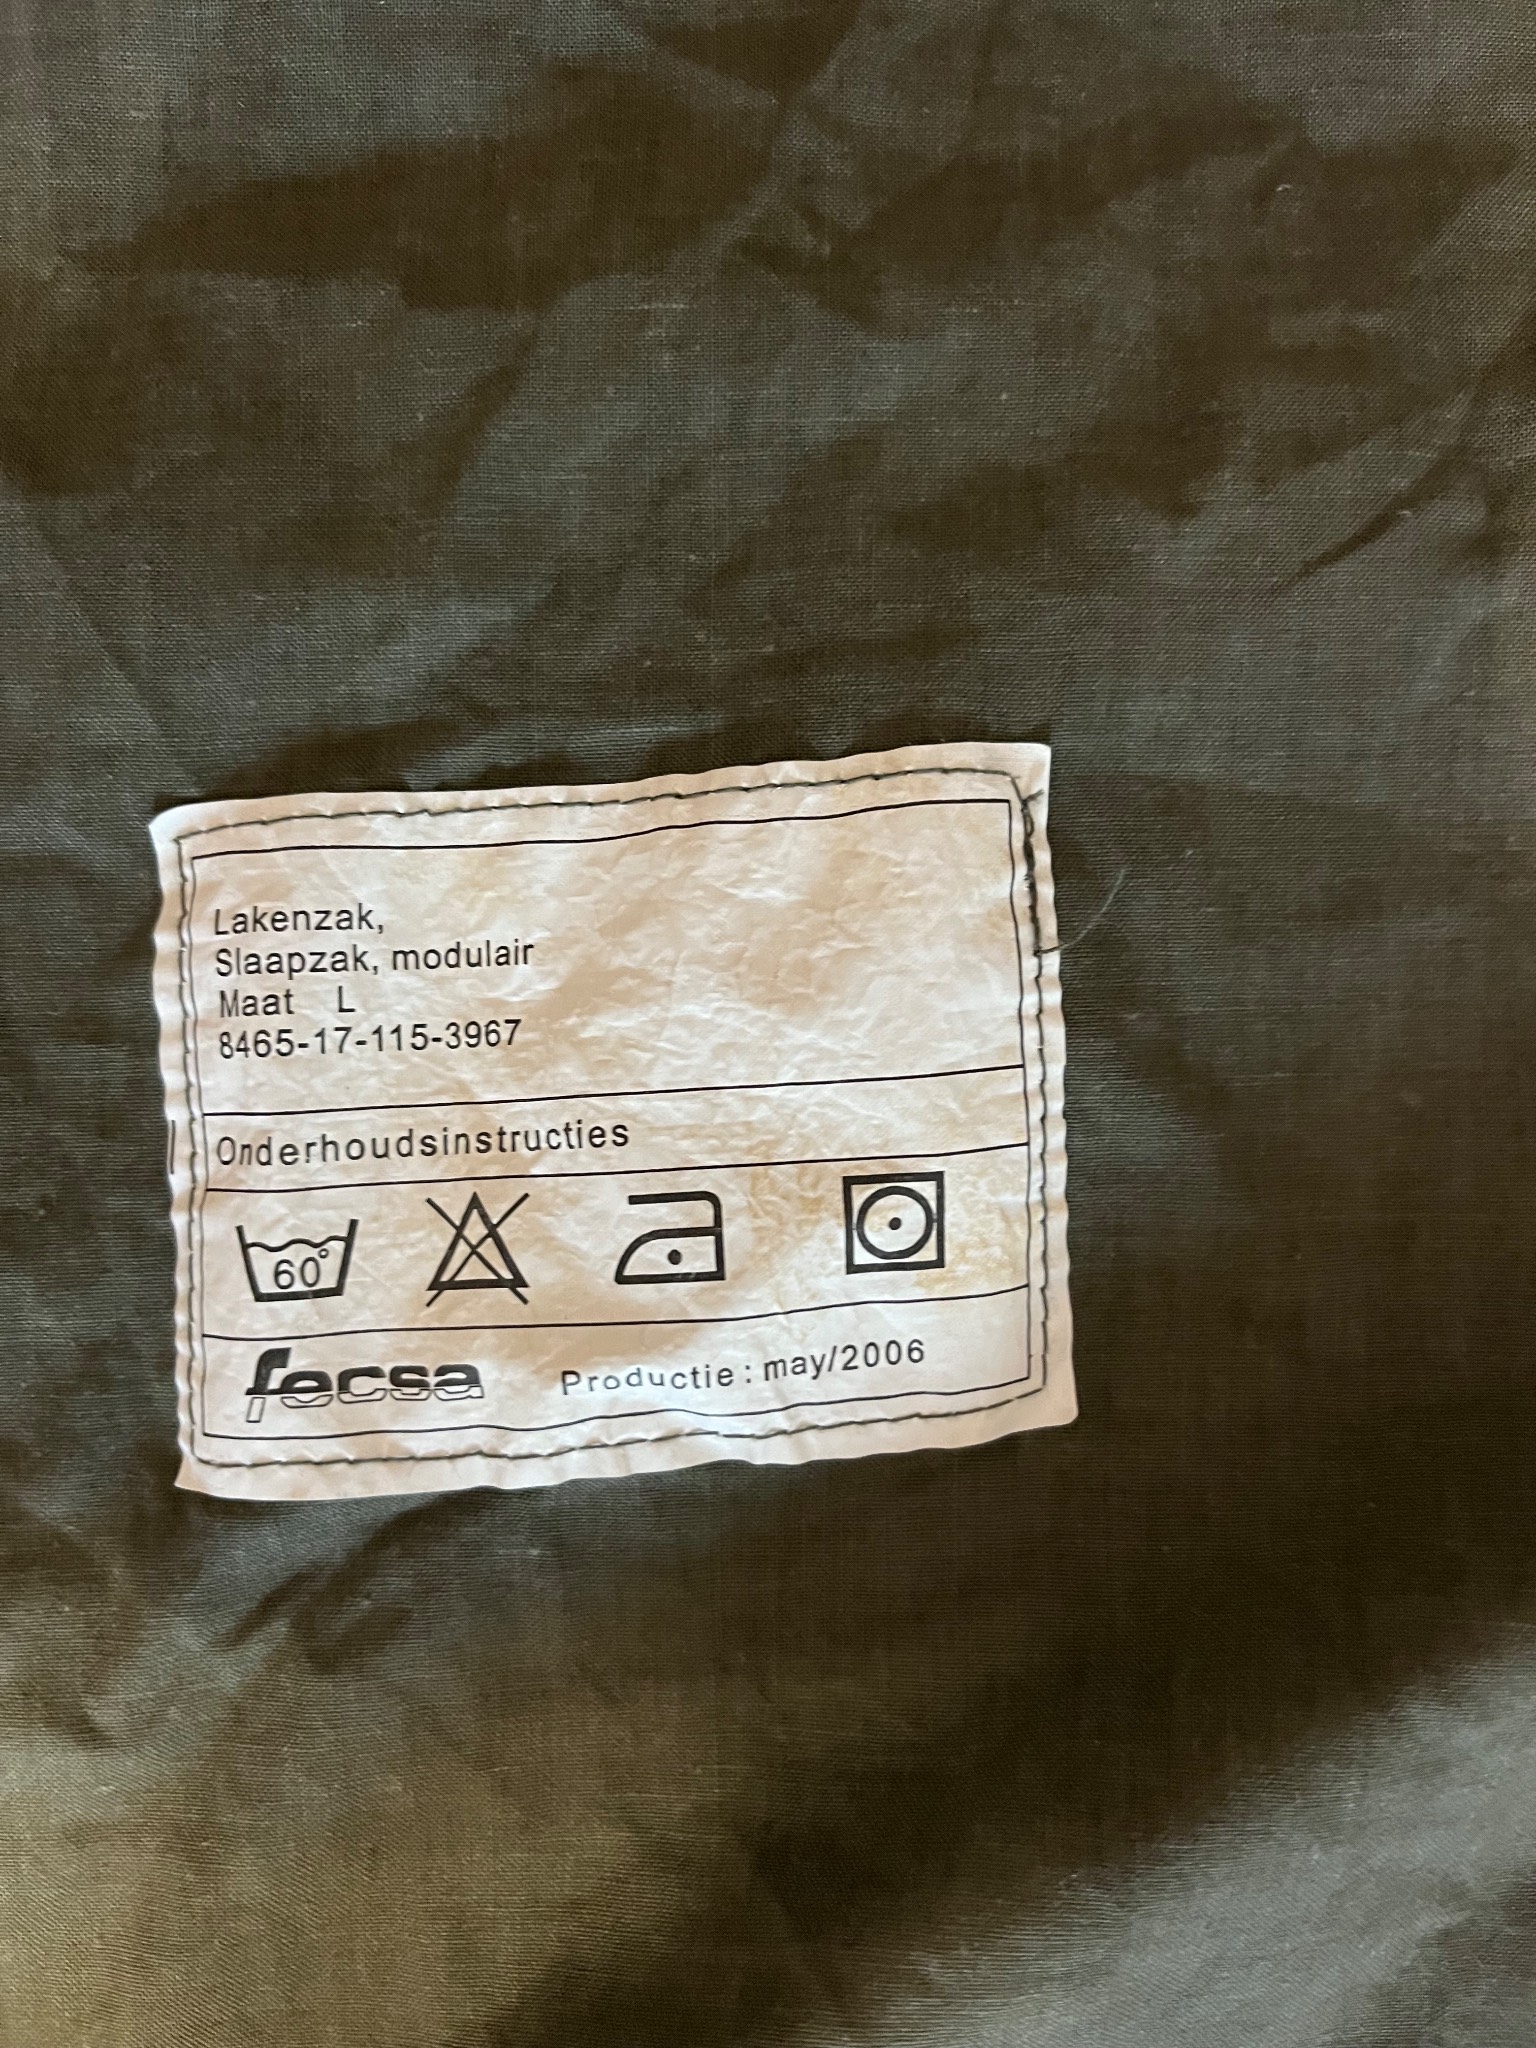 Lakenzak,
Slaapzak, modulair
Maat L
8465-17-115-3967
Onderhoudsinstructies
60°
fecsa Productie: may/2006